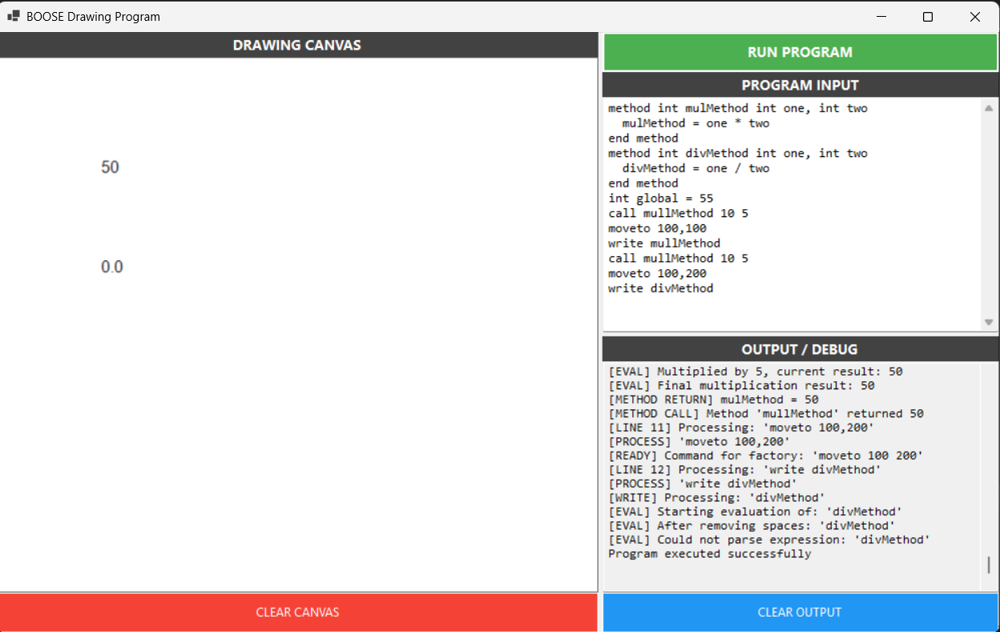 BOOSE Drawing Program
DRAWING CANVAS
50
0.0
CLEAR CANVAS
RUN PROGRAM
PROGRAM INPUT
method int mulMethod int one, int two
  mulMethod = one * two
end method
method int divMethod int one, int two
  divMethod = one / two
end method
int global = 55
call mullMethod 10 5
moveto 100,100
write mullMethod
call mullMethod 10 5
moveto 100,200
write divMethod
OUTPUT / DEBUG
[EVAL] Multiplied by 5, current result: 50
[EVAL] Final multiplication result: 50
[METHOD RETURN] mulMethod = 50
[METHOD CALL] Method 'mullMethod' returned 50
[LINE 11] Processing: 'moveto 100,200'
[PROCESS] 'moveto 100,200'
[READY] Command for factory: 'moveto 100 200'
[LINE 12] Processing: 'write divMethod'
[PROCESS] 'write divMethod'
[WRITE] Processing: 'divMethod'
[EVAL] Starting evaluation of: 'divMethod'
[EVAL] After removing spaces: 'divMethod'
[EVAL] Could not parse expression: 'divMethod'
Program executed successfully
CLEAR OUTPUT